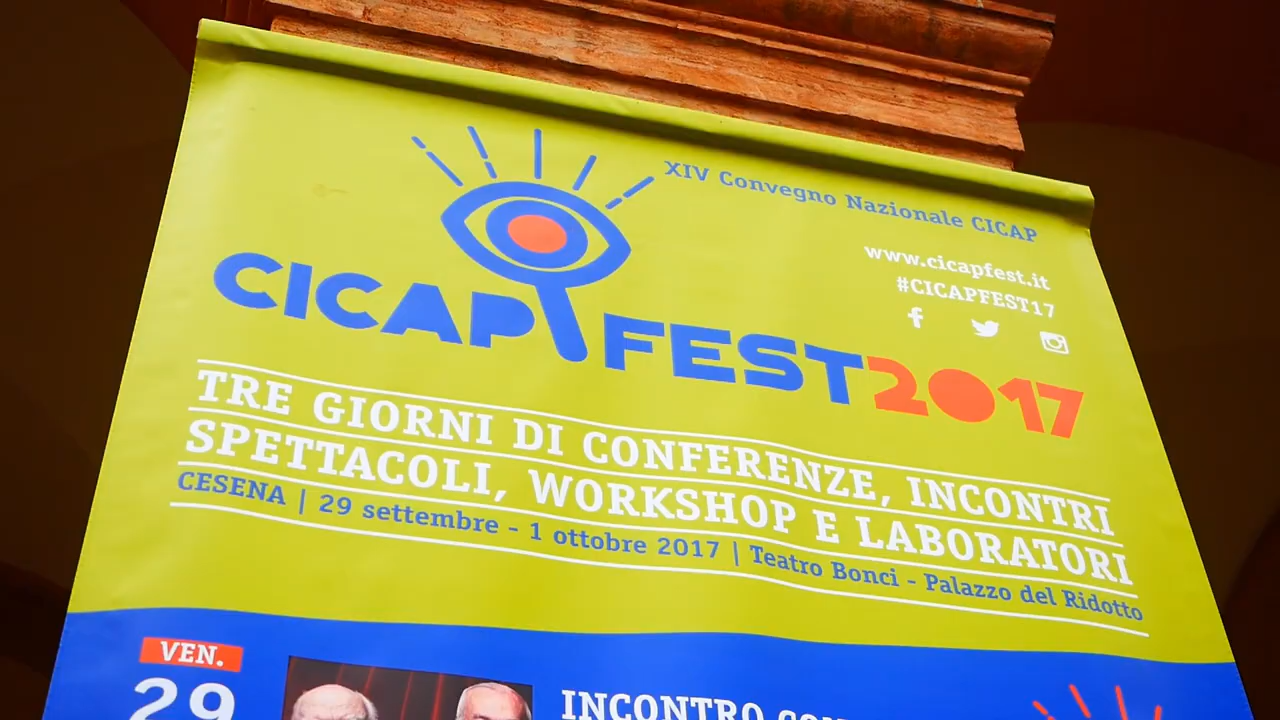 XIV Convegno Nazionale CICAP
www.cicapfest.it
#CICAPFEST17
CICAP FEST2017
TRE GIORNI DI CONFERENZE, INCONTRI
SPETTACOLI, WORKSHOP E LABORATORI
CESENA | 29 settembre - 1 ottobre 2017 | Teatro Bonci - Palazzo del Ridotto
VEN.
29
INCONTRO